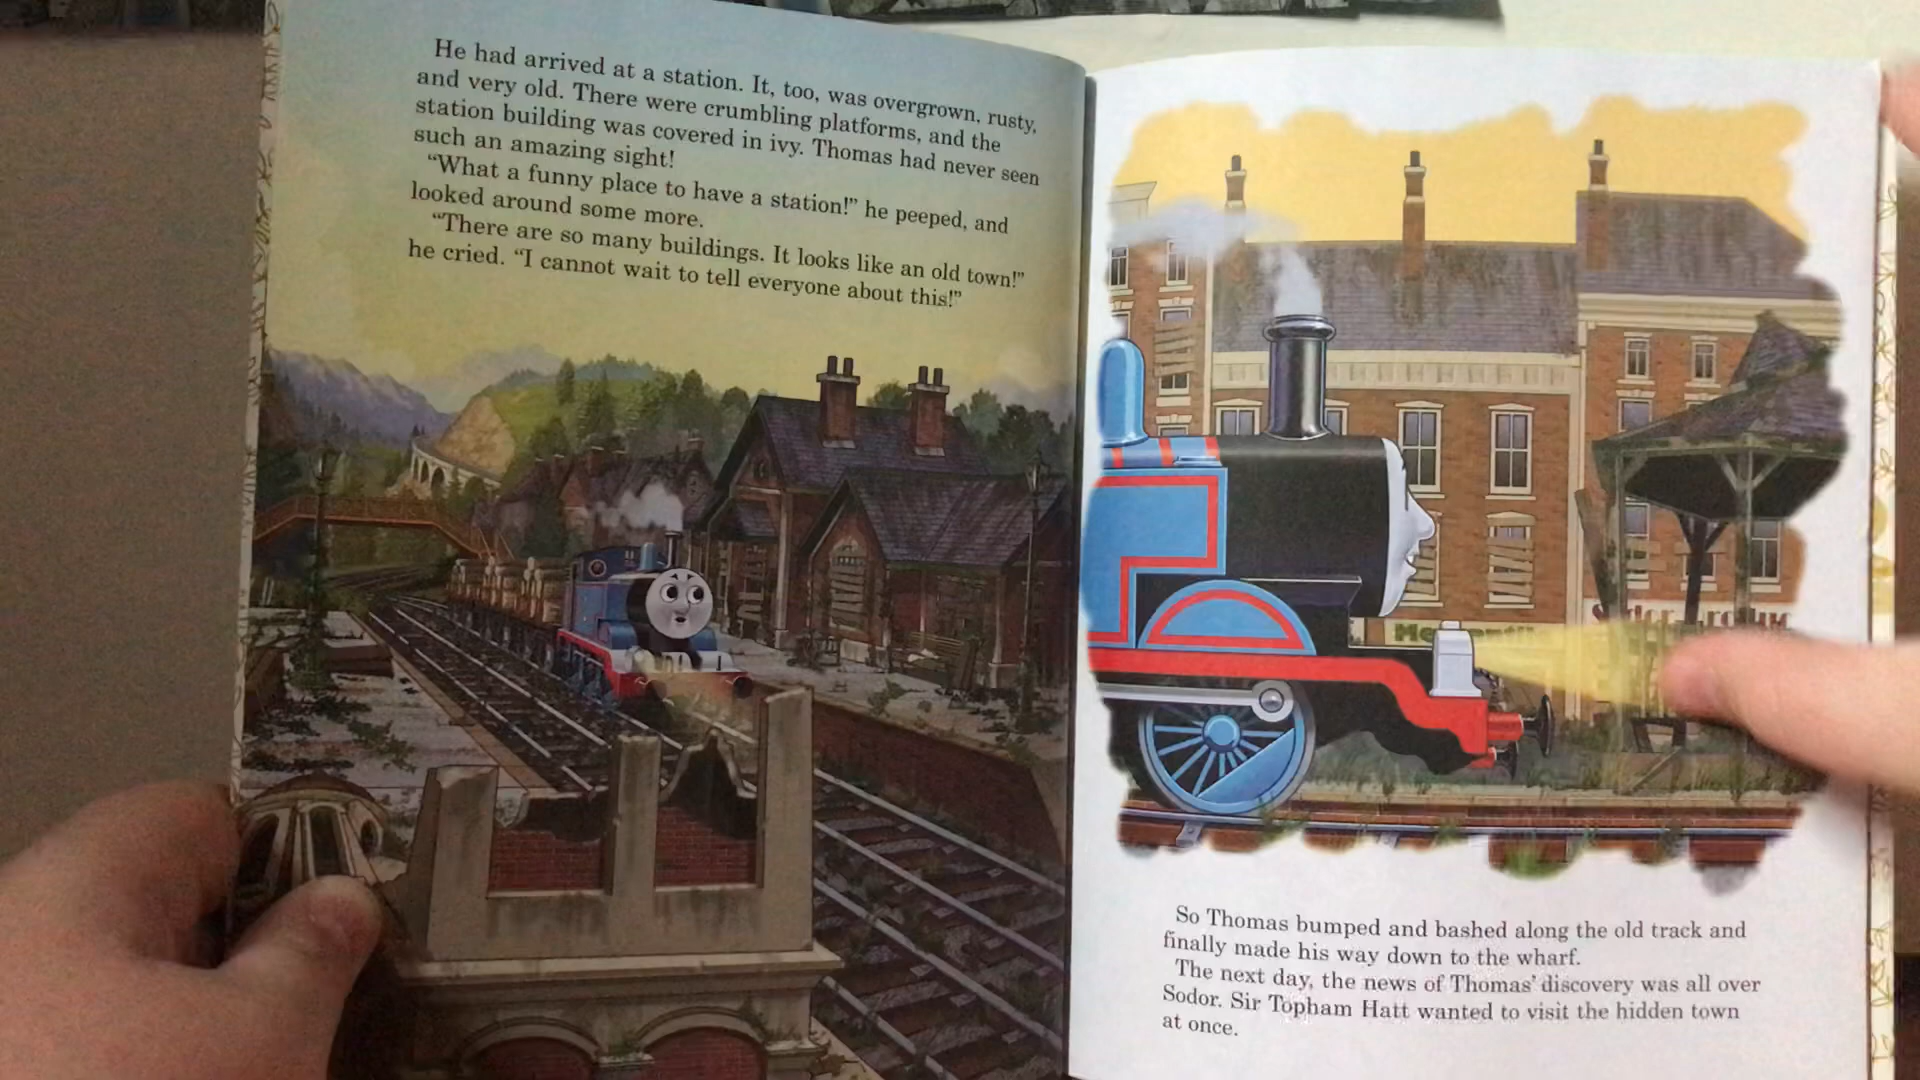 He had arrived at a station. It, too, was overgrown, rusty,
and very old. There were crumbling platforms, and the
station building was covered in ivy. Thomas had never seen
such an amazing sight!
“What a funny place to have a station!” he peeped, and
looked around some more.
“There are so many buildings. It looks like an old town!”
he cried. “I cannot wait to tell everyone about this!”
So Thomas bumped and bashed along the old track and
finally made his way down to the wharf.
The next day, the news of Thomas’ discovery was all over
Sodor. Sir Topham Hatt wanted to visit the hidden town
at once.